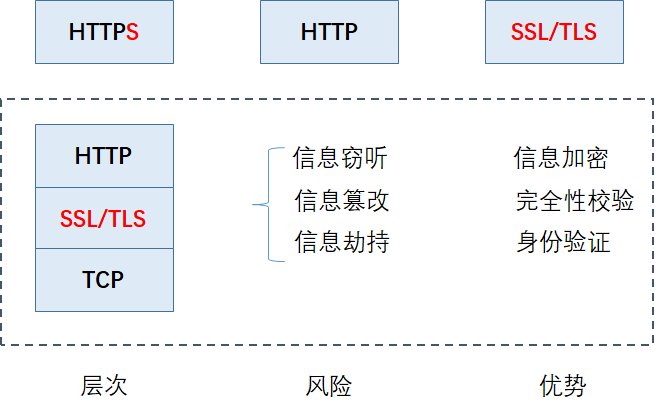 HTTPS
HTTP
SSL/TLS
HTTP
信息窃听
信息加密
SSL/TLS
信息篡改
完全性校验
信息劫持
身份验证
TCP
层次
风险
优势